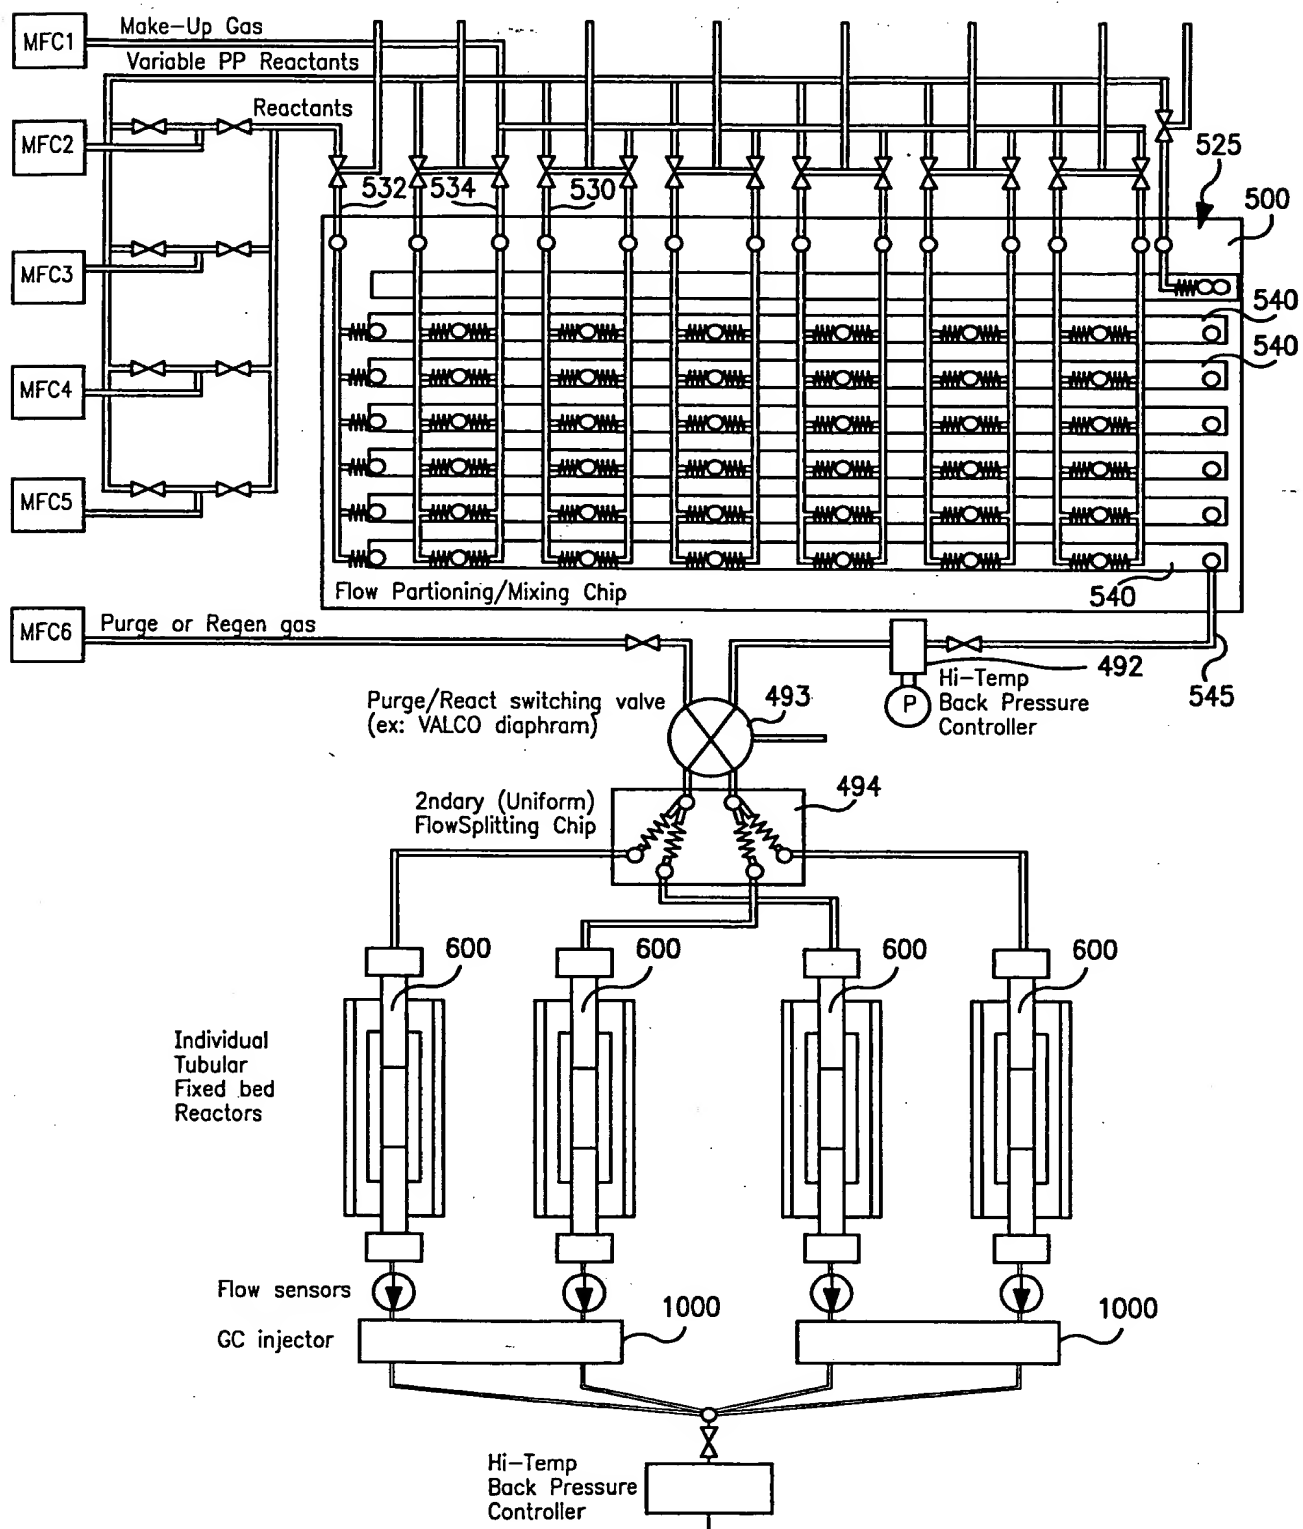 MFC1
Make-Up Gas
Variable PP Reactants
Reactants
MFC2
525
532
534
530
500
MFC3
540
540
MFC4
MFC5
540
Flow Partioning/Mixing Chip
MFC6
Purge or Regen gas
492
545
Purge/React switching valve
(ex: VALCO diaphram)
493
P
Hi-Temp
Back Pressure
Controller
2ndary (Uniform)
FlowSplitting Chip
494
600
600
600
600
Individual
Tubular
Fixed bed
Reactors
Flow sensors
GC injector
1000
1000
Hi-Temp
Back Pressure
Controller